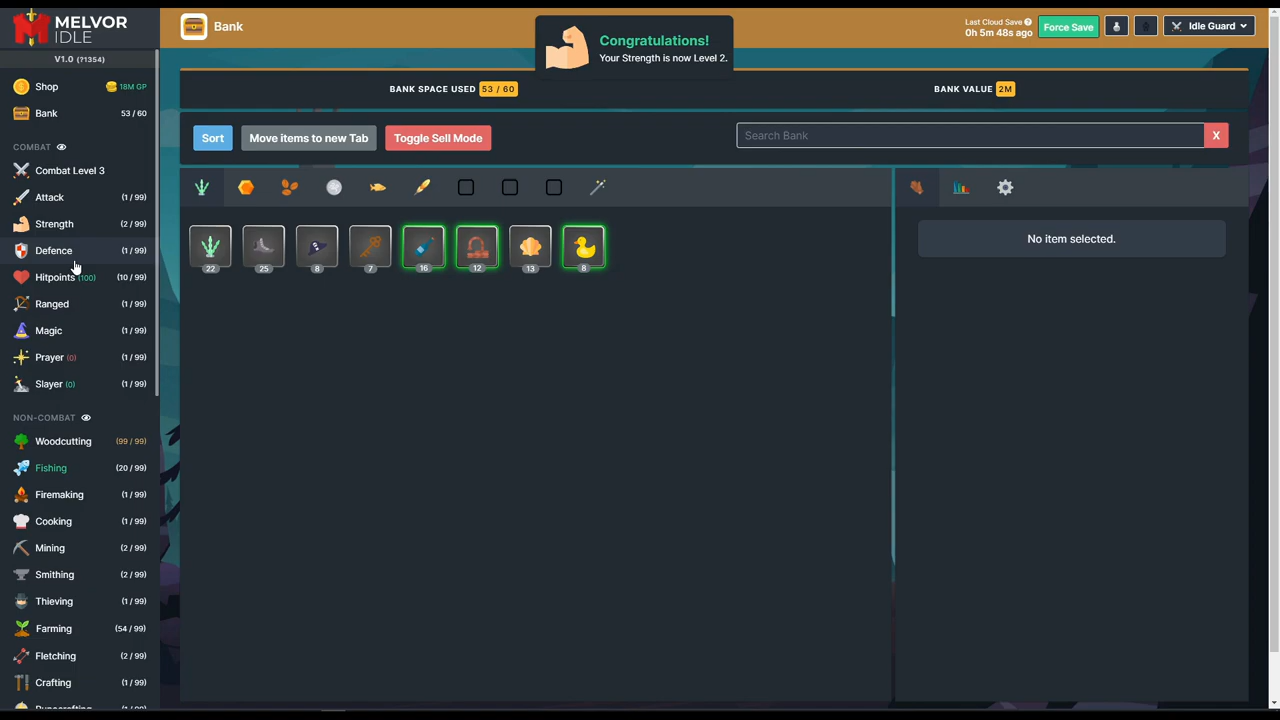 MELVOR
IDLE
V1.0 (?1354)
Shop 18M GP
Bank 53 / 60
COMBAT
Combat Level 3
Attack (1 / 99)
Strength (2 / 99)
Defence (1 / 99)
Hitpoints (100) (10 / 99)
Ranged (1 / 99)
Magic (1 / 99)
Prayer (0) (1 / 99)
Slayer (0) (1 / 99)
NON-COMBAT
Woodcutting (99 / 99)
Fishing (20 / 99)
Firemaking (1 / 99)
Cooking (1 / 99)
Mining (2 / 99)
Smithing (2 / 99)
Thieving (1 / 99)
Farming (54 / 99)
Fletching (2 / 99)
Crafting (1 / 99)
Bank
Congratulations!
Your Strength is now Level 2.
Last Cloud Save
0h 5m 48s ago
Force Save
Idle Guard
BANK SPACE USED 53 / 60
BANK VALUE 2M
Sort
Move items to new Tab
Toggle Sell Mode
Search Bank
X
22 25 8 7 16 12 13 8
No item selected.